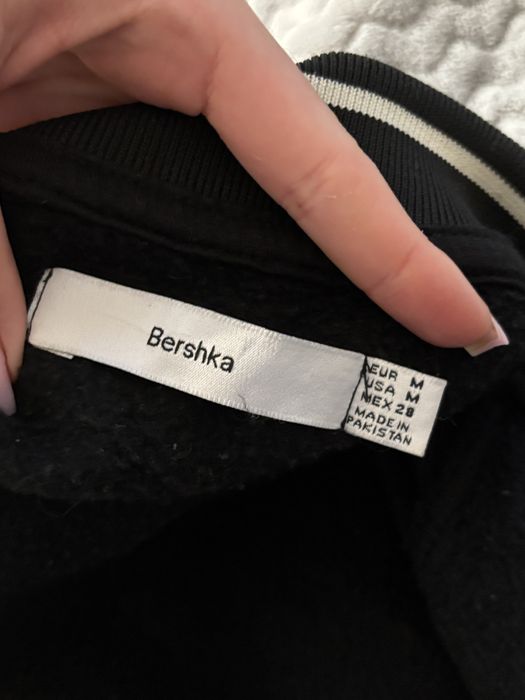 Bershka
EUR M
USA M
MEX 28
MADE IN
PAKISTAN